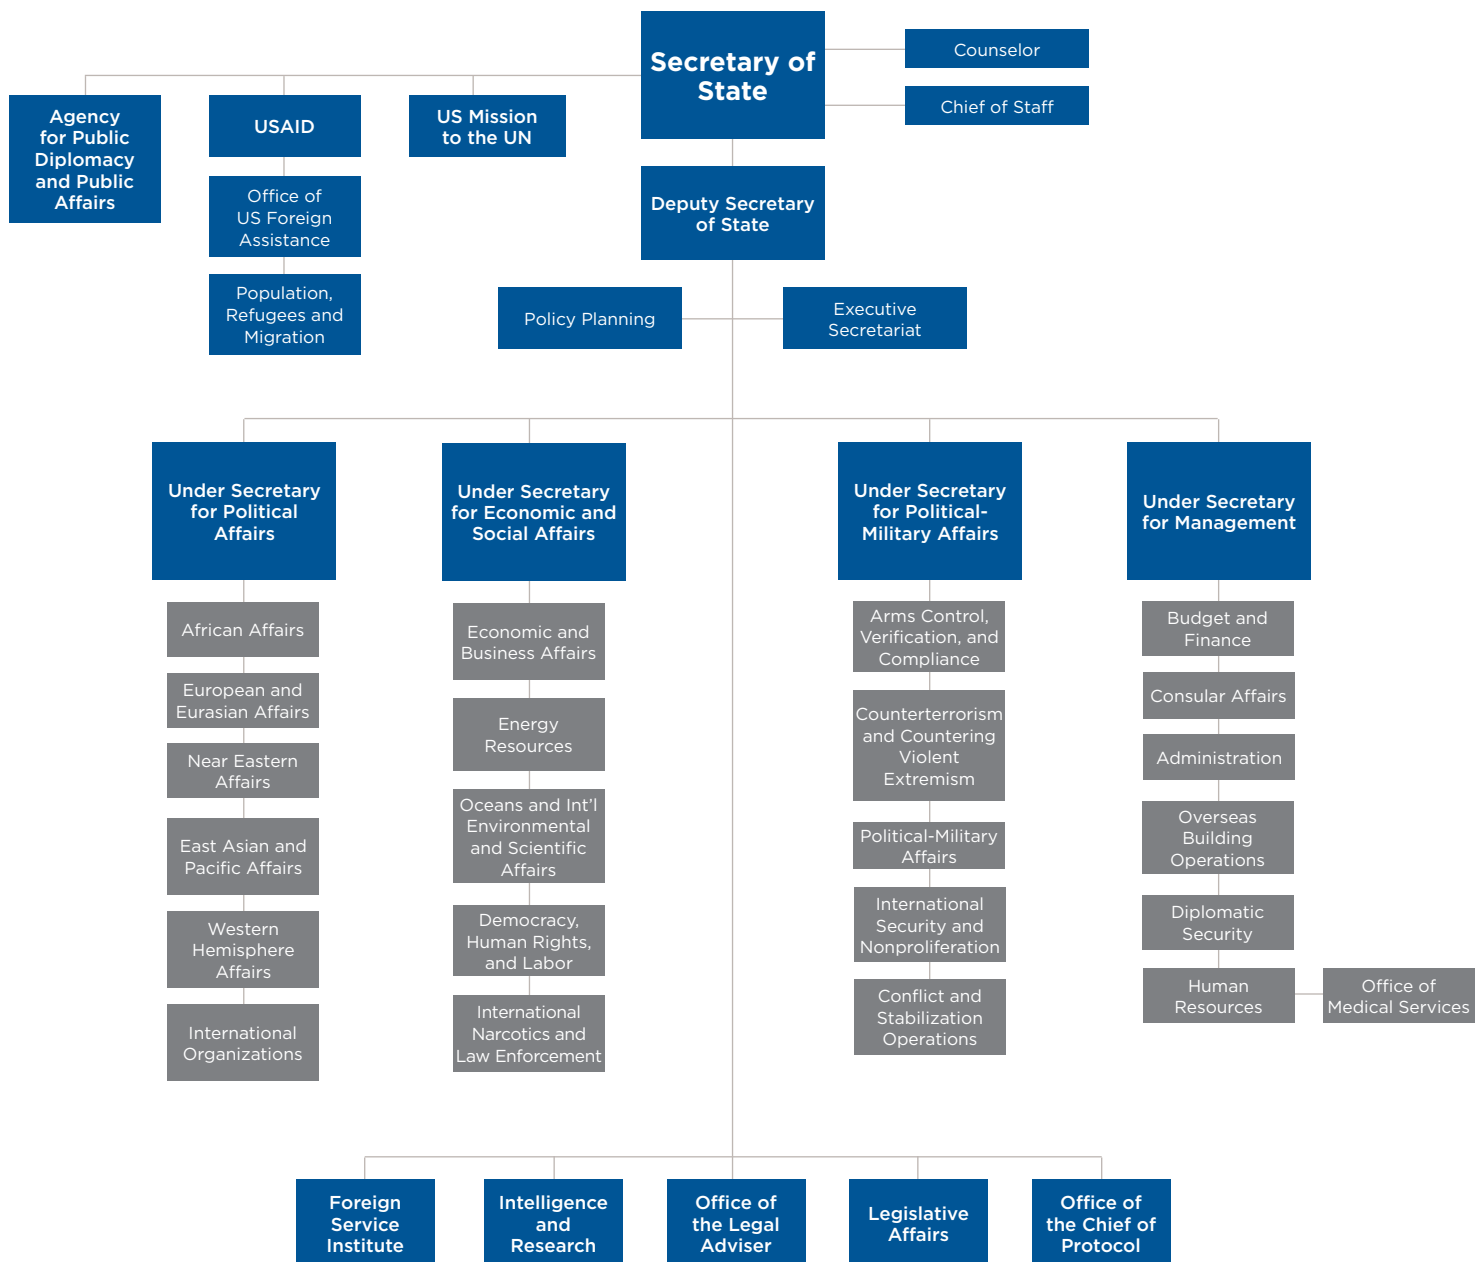 Secretary of
State
Counselor
Chief of Staff
Agency
for Public
Diplomacy
and Public
Affairs
USAID
US Mission
to the UN
Office of
US Foreign
Assistance
Population,
Refugees and
Migration
Deputy Secretary
of State
Policy Planning
Executive
Secretariat
Under Secretary
for Political
Affairs
African Affairs
European and
Eurasian Affairs
Near Eastern
Affairs
East Asian and
Pacific Affairs
Western
Hemisphere
Affairs
International
Organizations
Under Secretary
for Economic and
Social Affairs
Economic and
Business Affairs
Energy
Resources
Oceans and Int’l
Environmental
and Scientific
Affairs
Democracy,
Human Rights,
and Labor
International
Narcotics and
Law Enforcement
Under Secretary
for Political-
Military Affairs
Arms Control,
Verification, and
Compliance
Counterterrorism
and Countering
Violent
Extremism
Political-Military
Affairs
International
Security and
Nonproliferation
Conflict and
Stabilization
Operations
Under Secretary
for Management
Budget and
Finance
Consular Affairs
Administration
Overseas
Building
Operations
Diplomatic
Security
Human
Resources
Office of
Medical Services
Foreign
Service
Institute
Intelligence
and
Research
Office of
the Legal
Adviser
Legislative
Affairs
Office of
the Chief of
Protocol